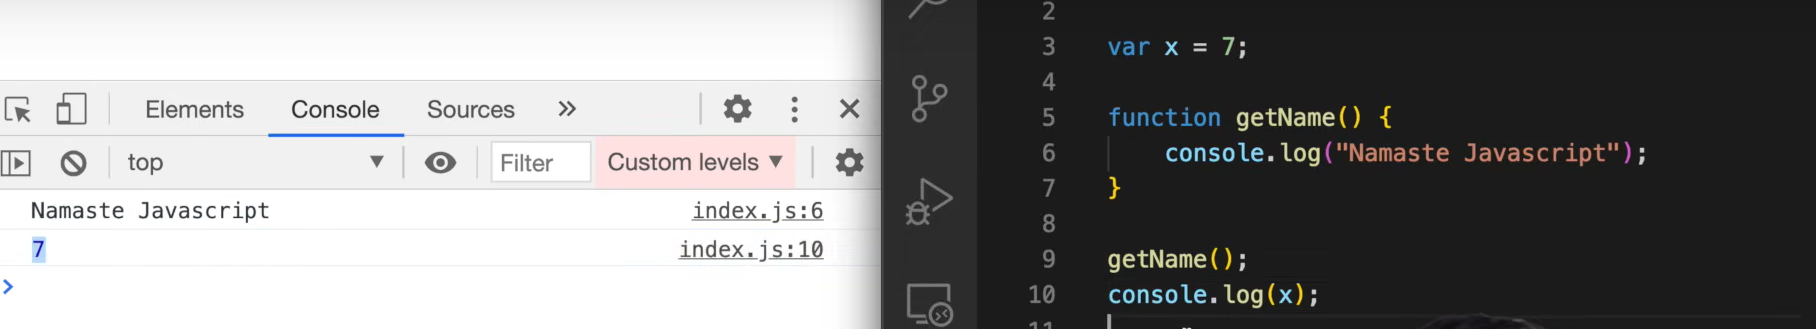 Elements Console Sources
top Filter Custom levels
Namaste Javascript index.js:6
7 index.js:10
2
3 var x = 7;
4
5 function getName() {
6 console.log("Namaste Javascript");
7 }
8
9 getName();
10 console.log(x);
11